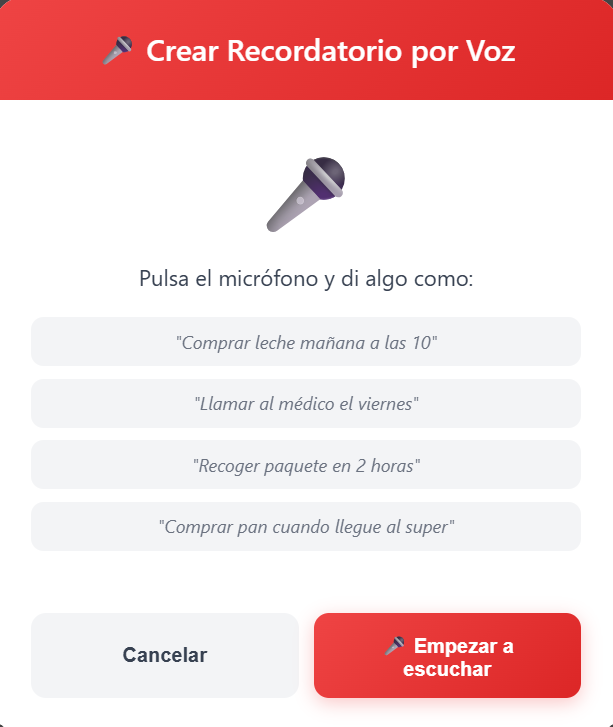 Crear Recordatorio por Voz
Pulsa el micrófono y di algo como:
"Comprar leche mañana a las 10"
"Llamar al médico el viernes"
"Recoger paquete en 2 horas"
"Comprar pan cuando llegue al super"
Cancelar
Empezar a
escuchar